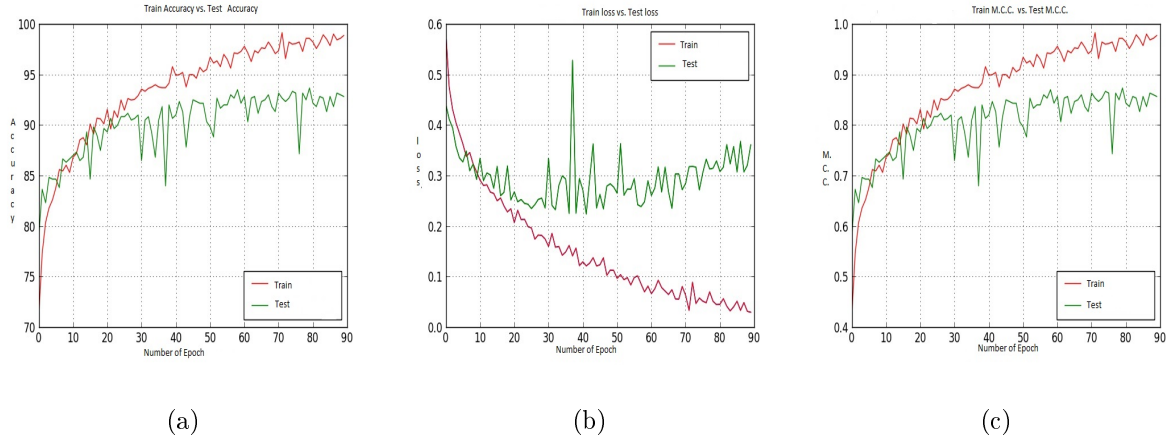 Train Accuracy vs. Test Accuracy
100
95
90
85
80
75
70
0 10 20 30 40 50 60 70 80 90
Accuracy
Number of Epoch
Train
Test
(a)
Train loss vs. Test loss
0.6
0.5
0.4
0.3
0.2
0.1
0.0
0 10 20 30 40 50 60 70 80 90
loss.
Number of Epoch
Train
Test
(b)
Train M.C.C. vs. Test M.C.C.
1.0
0.9
0.8
0.7
0.6
0.5
0.4
0 10 20 30 40 50 60 70 80 90
M.
C.
C.
Number of Epoch
Train
Test
(c)